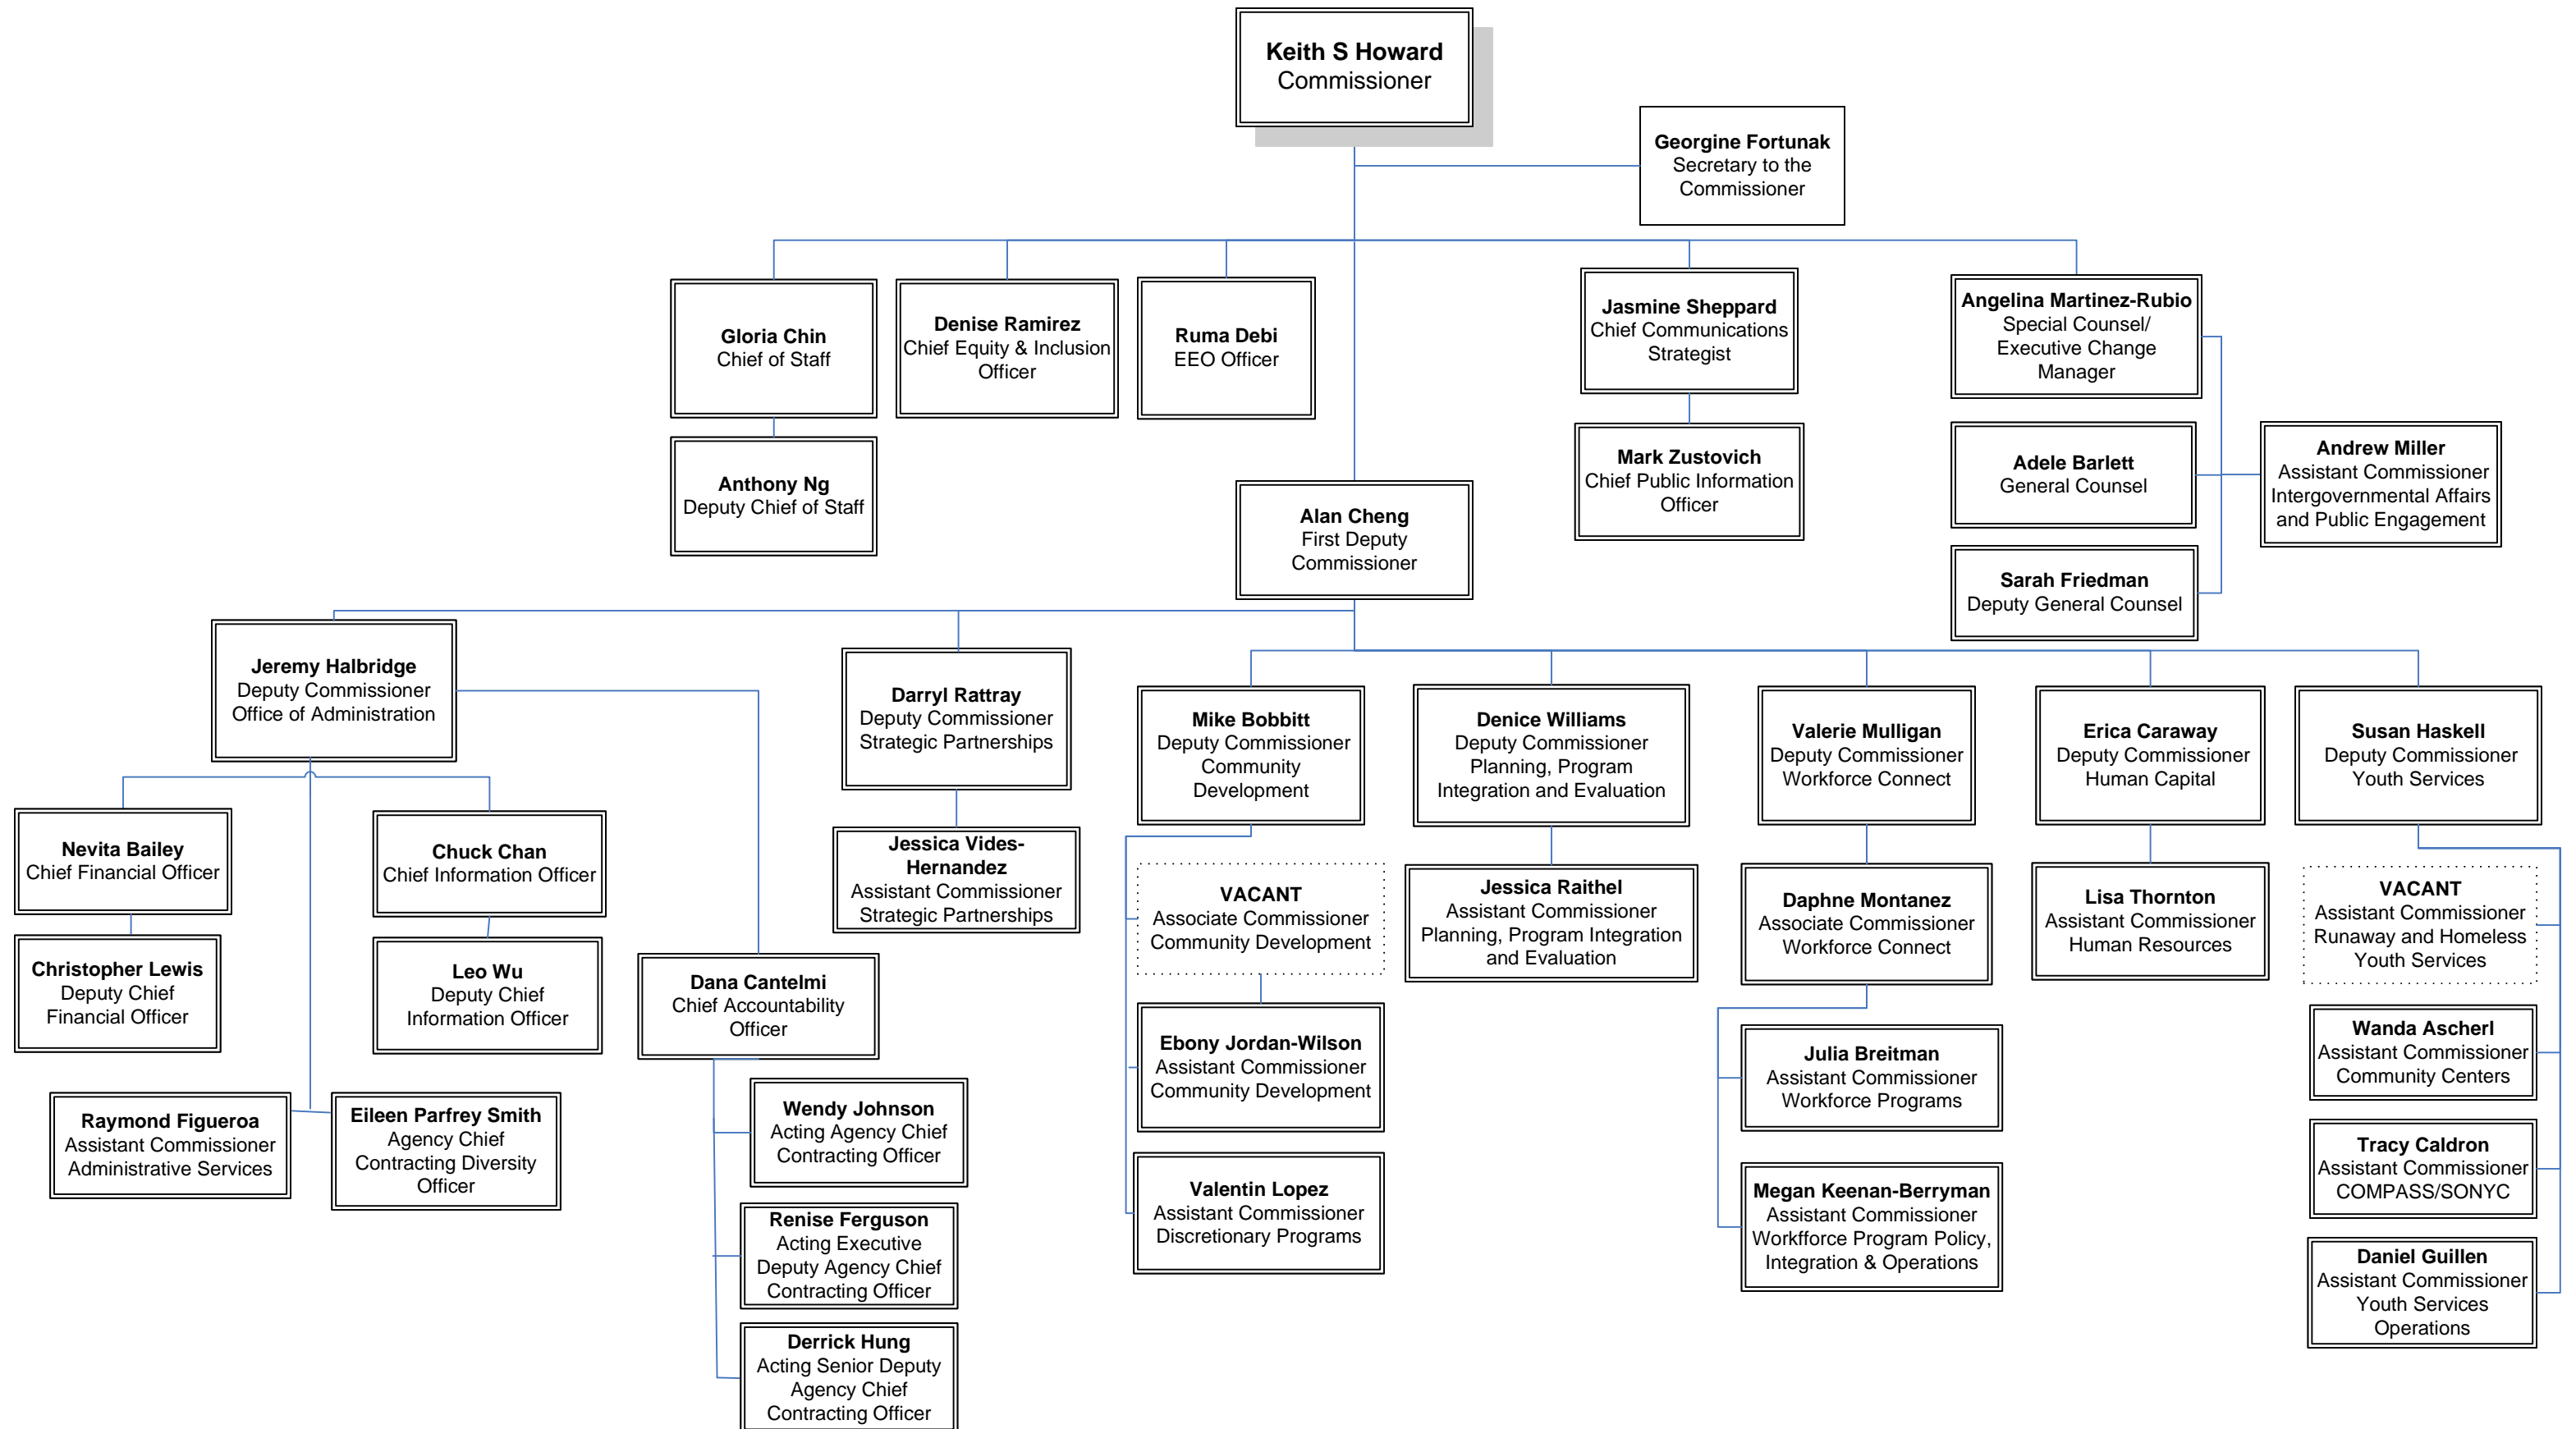 Keith S Howard
Commissioner
Georgine Fortunak
Secretary to the
Commissioner
Gloria Chin
Chief of Staff
Denise Ramirez
Chief Equity & Inclusion
Officer
Ruma Debi
EEO Officer
Jasmine Sheppard
Chief Communications
Strategist
Angelina Martinez-Rubio
Special Counsel/
Executive Change
Manager
Anthony Ng
Deputy Chief of Staff
Mark Zustovich
Chief Public Information
Officer
Adele Barlett
General Counsel
Andrew Miller
Assistant Commissioner
Intergovernmental Affairs
and Public Engagement
Alan Cheng
First Deputy
Commissioner
Sarah Friedman
Deputy General Counsel
Jeremy Halbridge
Deputy Commissioner
Office of Administration
Darryl Rattray
Deputy Commissioner
Strategic Partnerships
Mike Bobbitt
Deputy Commissioner
Community
Development
Denice Williams
Deputy Commissioner
Planning, Program
Integration and Evaluation
Valerie Mulligan
Deputy Commissioner
Workforce Connect
Erica Caraway
Deputy Commissioner
Human Capital
Susan Haskell
Deputy Commissioner
Youth Services
Nevita Bailey
Chief Financial Officer
Chuck Chan
Chief Information Officer
Jessica Vides-
Hernandez
Assistant Commissioner
Strategic Partnerships
VACANT
Associate Commissioner
Community Development
Jessica Raithel
Assistant Commissioner
Planning, Program Integration
and Evaluation
Daphne Montanez
Associate Commissioner
Workforce Connect
Lisa Thornton
Assistant Commissioner
Human Resources
VACANT
Assistant Commissioner
Runaway and Homeless
Youth Services
Christopher Lewis
Deputy Chief
Financial Officer
Leo Wu
Deputy Chief
Information Officer
Dana Cantelmi
Chief Accountability
Officer
Ebony Jordan-Wilson
Assistant Commissioner
Community Development
Julia Breitman
Assistant Commissioner
Workforce Programs
Wanda Ascherl
Assistant Commissioner
Community Centers
Raymond Figueroa
Assistant Commissioner
Administrative Services
Eileen Parfrey Smith
Agency Chief
Contracting Diversity
Officer
Wendy Johnson
Acting Agency Chief
Contracting Officer
Valentin Lopez
Assistant Commissioner
Discretionary Programs
Megan Keenan-Berryman
Assistant Commissioner
Workfforce Program Policy,
Integration & Operations
Tracy Caldron
Assistant Commissioner
COMPASS/SONYC
Renise Ferguson
Acting Executive
Deputy Agency Chief
Contracting Officer
Daniel Guillen
Assistant Commissioner
Youth Services
Operations
Derrick Hung
Acting Senior Deputy
Agency Chief
Contracting Officer